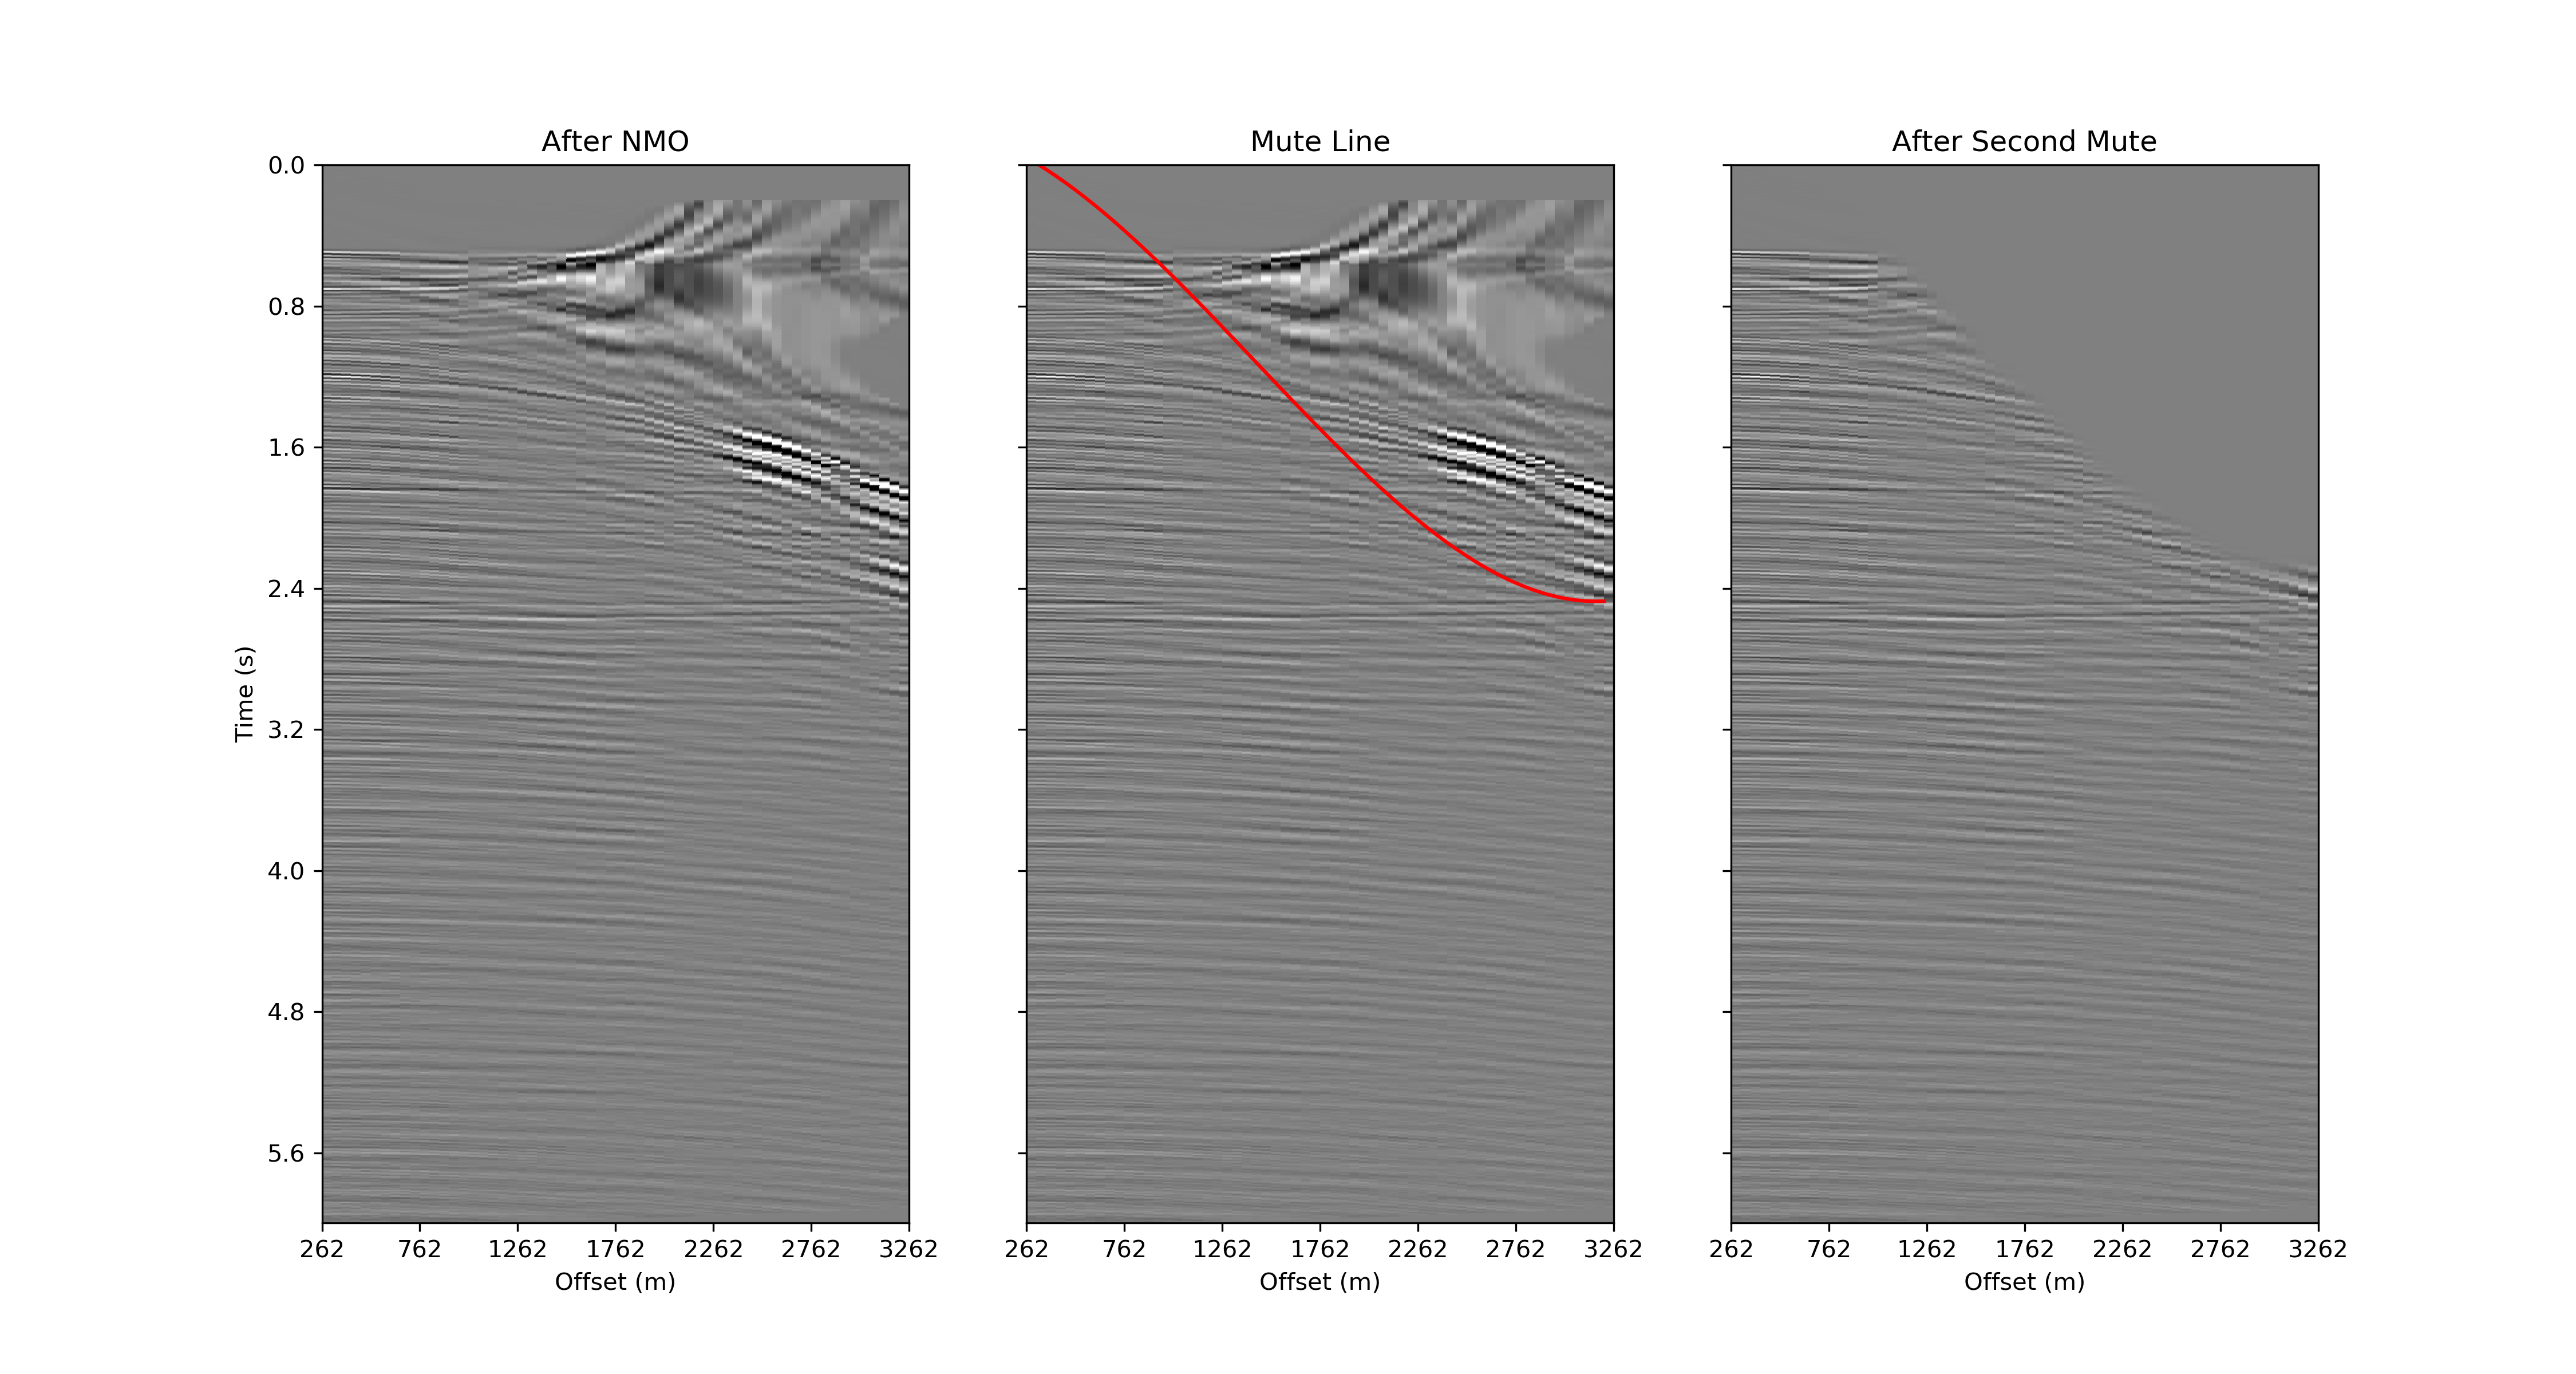 After NMO
Mute Line
After Second Mute
Time (s)
0.0
0.8
1.6
2.4
3.2
4.0
4.8
5.6
262 762 1262 1762 2262 2762 3262
262 762 1262 1762 2262 2762 3262
262 762 1262 1762 2262 2762 3262
Offset (m)
Offset (m)
Offset (m)